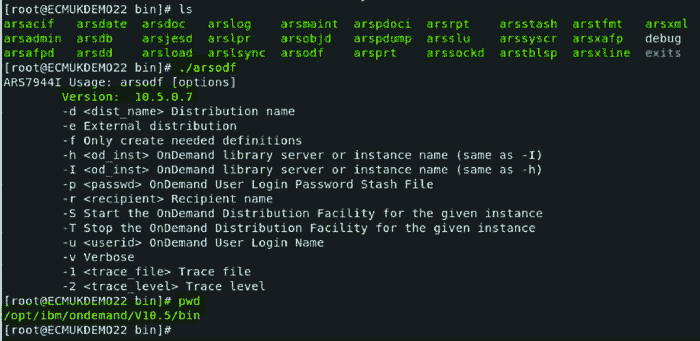 [root@ECMUKDEMO22 bin]# ls
arsacif arsdate arsdoc arslog arsmaint arspdoci arsrpt arsstash arstfmt arsxml
arsadmin arsdb arsjesd arslpr arsobjd arspdump arsslu arssyscr arsxafp debug
arsafpd arsdd arsload arslsync arsodf arsprt arssockd arstblsp arsxline exits
[root@ECMUKDEMO22 bin]# ./arsodf
ARS7944I Usage: arsodf [options]
Version: 10.5.0.7
-d <dist_name> Distribution name
-e External distribution
-f Only create needed definitions
-h <od_inst> OnDemand library server or instance name (same as -I)
-I <od_inst> OnDemand library server or instance name (same as -h)
-p <passwd> OnDemand User Login Password Stash File
-r <recipient> Recipient name
-S Start the OnDemand Distribution Facility for the given instance
-T Stop the OnDemand Distribution Facility for the given instance
-u <userid> OnDemand User Login Name
-v Verbose
-1 <trace_file> Trace file
-2 <trace_level> Trace level
[root@ECMUKDEMO22 bin]# pwd
/opt/ibm/ondemand/V10.5/bin
[root@ECMUKDEMO22 bin]#